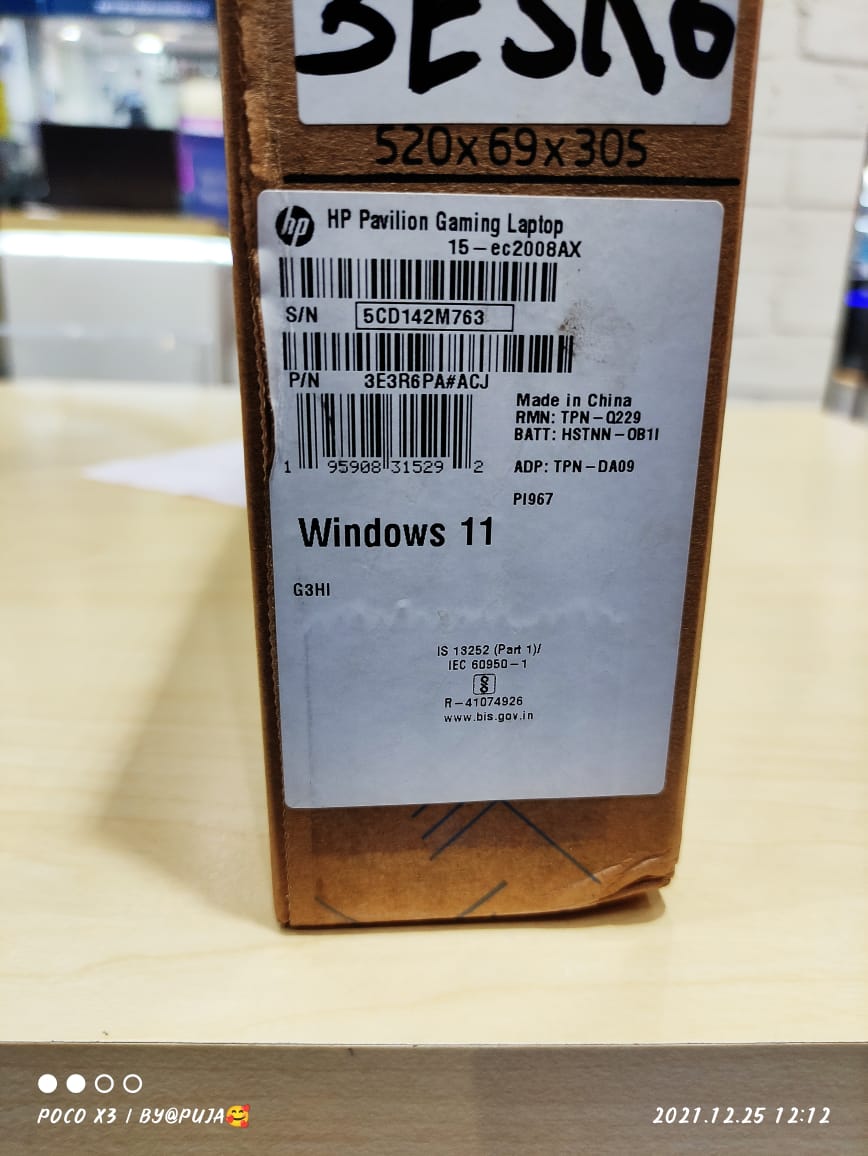 3E3R6
520x69x305
hp HP Pavilion Gaming Laptop
15-ec2008AX
S/N 5CD142M763
P/N 3E3R6PA#ACJ
Made in China
RMN: TPN-Q229
BATT: HSTNN-OB1I
1 95908 31529 2
ADP: TPN-DA09
PI967
Windows 11
G3HI
IS 13252 (Part 1)/
IEC 60950-1
R-41074926
www.bis.gov.in
POCO X3 | BY@PUJA🥰
2021.12.25 12:12